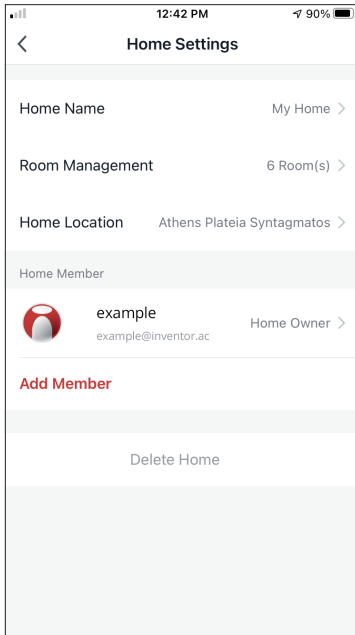 12:42 PM 90%
Home Settings
Home Name My Home
Room Management 6 Room(s)
Home Location Athens Plateia Syntagmatos
Home Member
example
example@inventor.ac Home Owner
Add Member
Delete Home